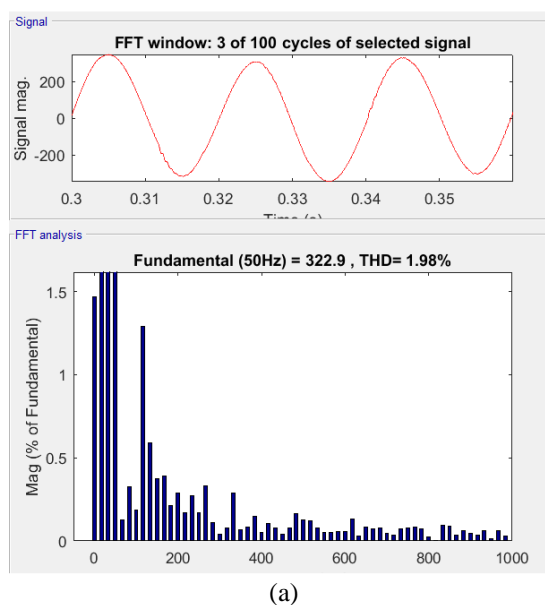 Signal
FFT window: 3 of 100 cycles of selected signal
Signal mag.
200
0
-200
0.3 0.31 0.32 0.33 0.34 0.35
Time (s)
FFT analysis
Fundamental (50Hz) = 322.9 , THD= 1.98%
Mag (% of Fundamental)
1.5
1
0.5
0
0 200 400 600 800 1000
(a)